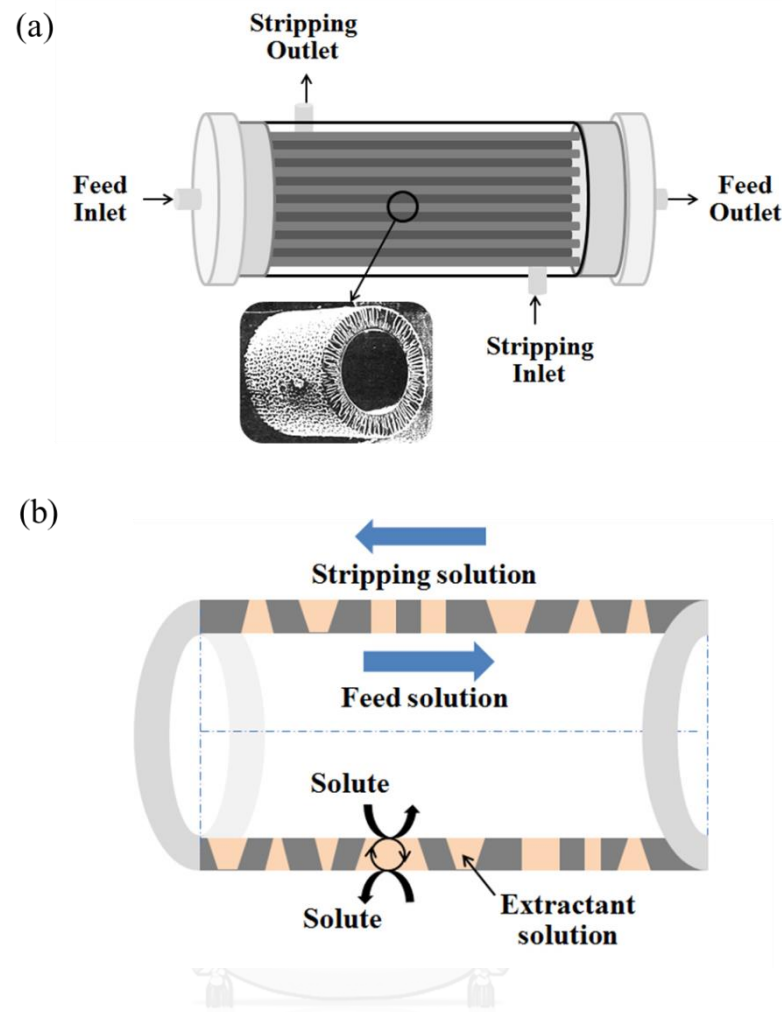 (a)
Stripping
Outlet
Feed
Inlet
Feed
Outlet
Stripping
Inlet
(b)
Stripping solution
Feed solution
Solute
Solute
Extractant
solution